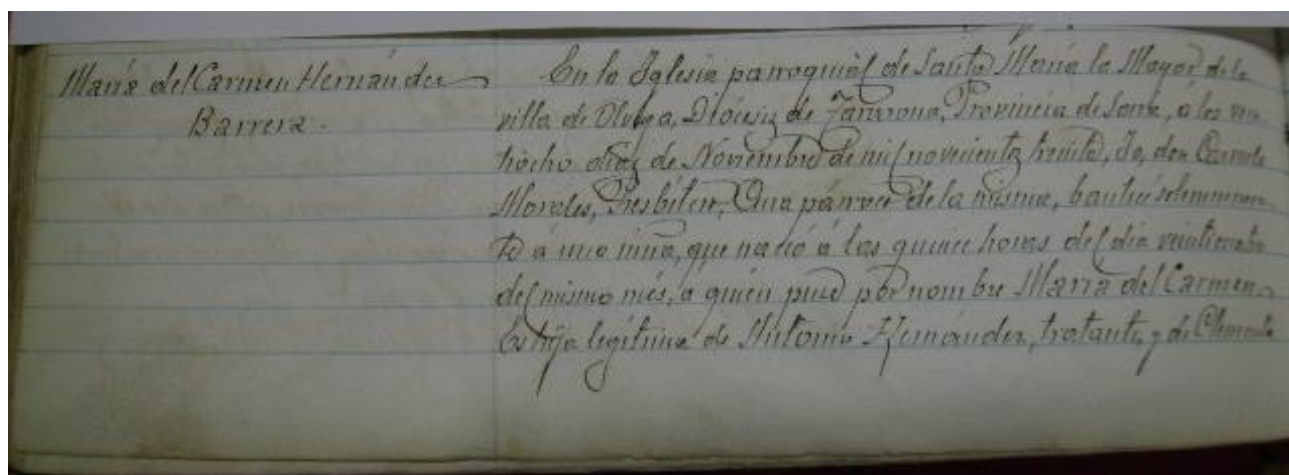 María del Carmen Hernández
Barrera.
En la Iglesia parroquial de Santa María la Mayor de la
villa de Olvega, Diócesis de Tarazona, Provincia de Soria, á los vein-
tiocho días de Noviembre de mil novecientos treinta, Yo, don
Morales, Presbítero, Cura párroco de la misma, bauticé solemnemen-
te á una niña, que nació á las quince horas del día veinticuatro
del mismo més, a quien puse por nombre María del Carmen.
Es hija legítima de Antonio Hernández, tratante, y de